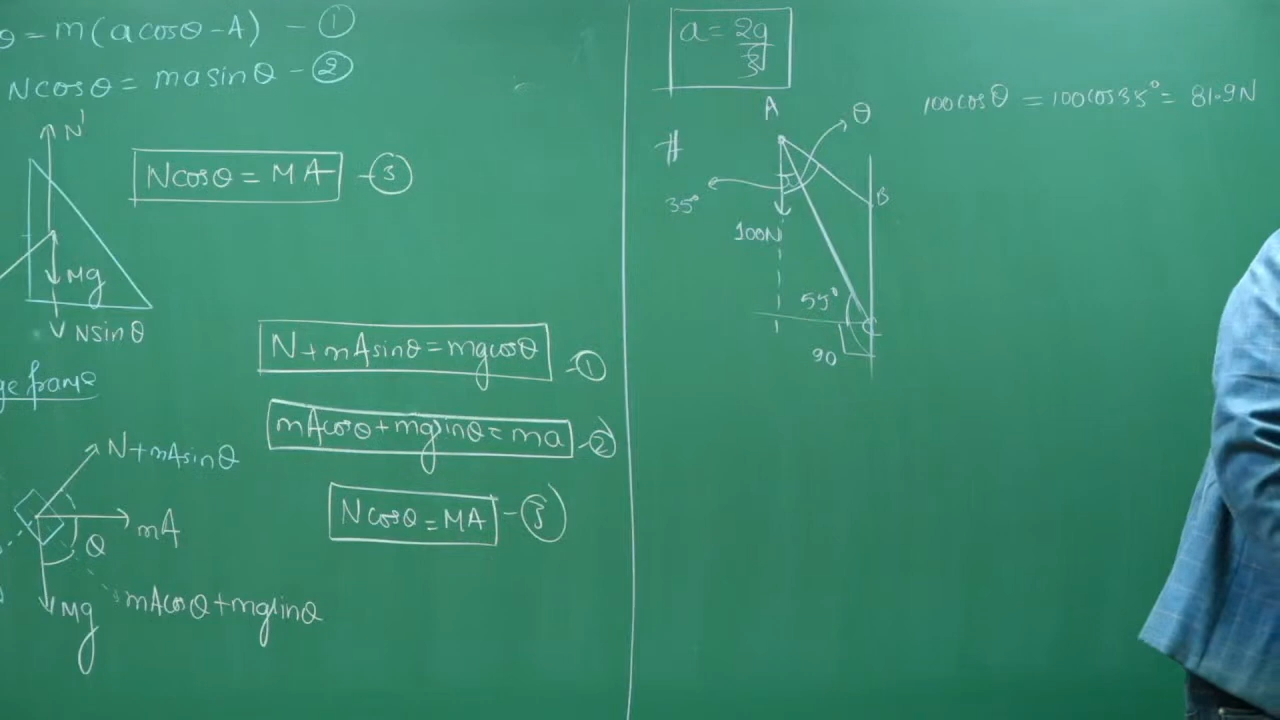 θ = m(acosθ-A) - ①
Ncosθ = masinθ - ②
N'
Ncosθ = MA - ③
Mg
Nsinθ
ge frame
N+mAsinθ
mA
θ
Mg
mAcosθ+mgsinθ
N+mAsinθ=mgcosθ - ①
mAcosθ+mgsinθ=ma - ②
Ncosθ=MA - ③
a = 2g
A
θ
#
35°
B
100N
55°
C
90
100cosθ = 100cos35° = 81.9N